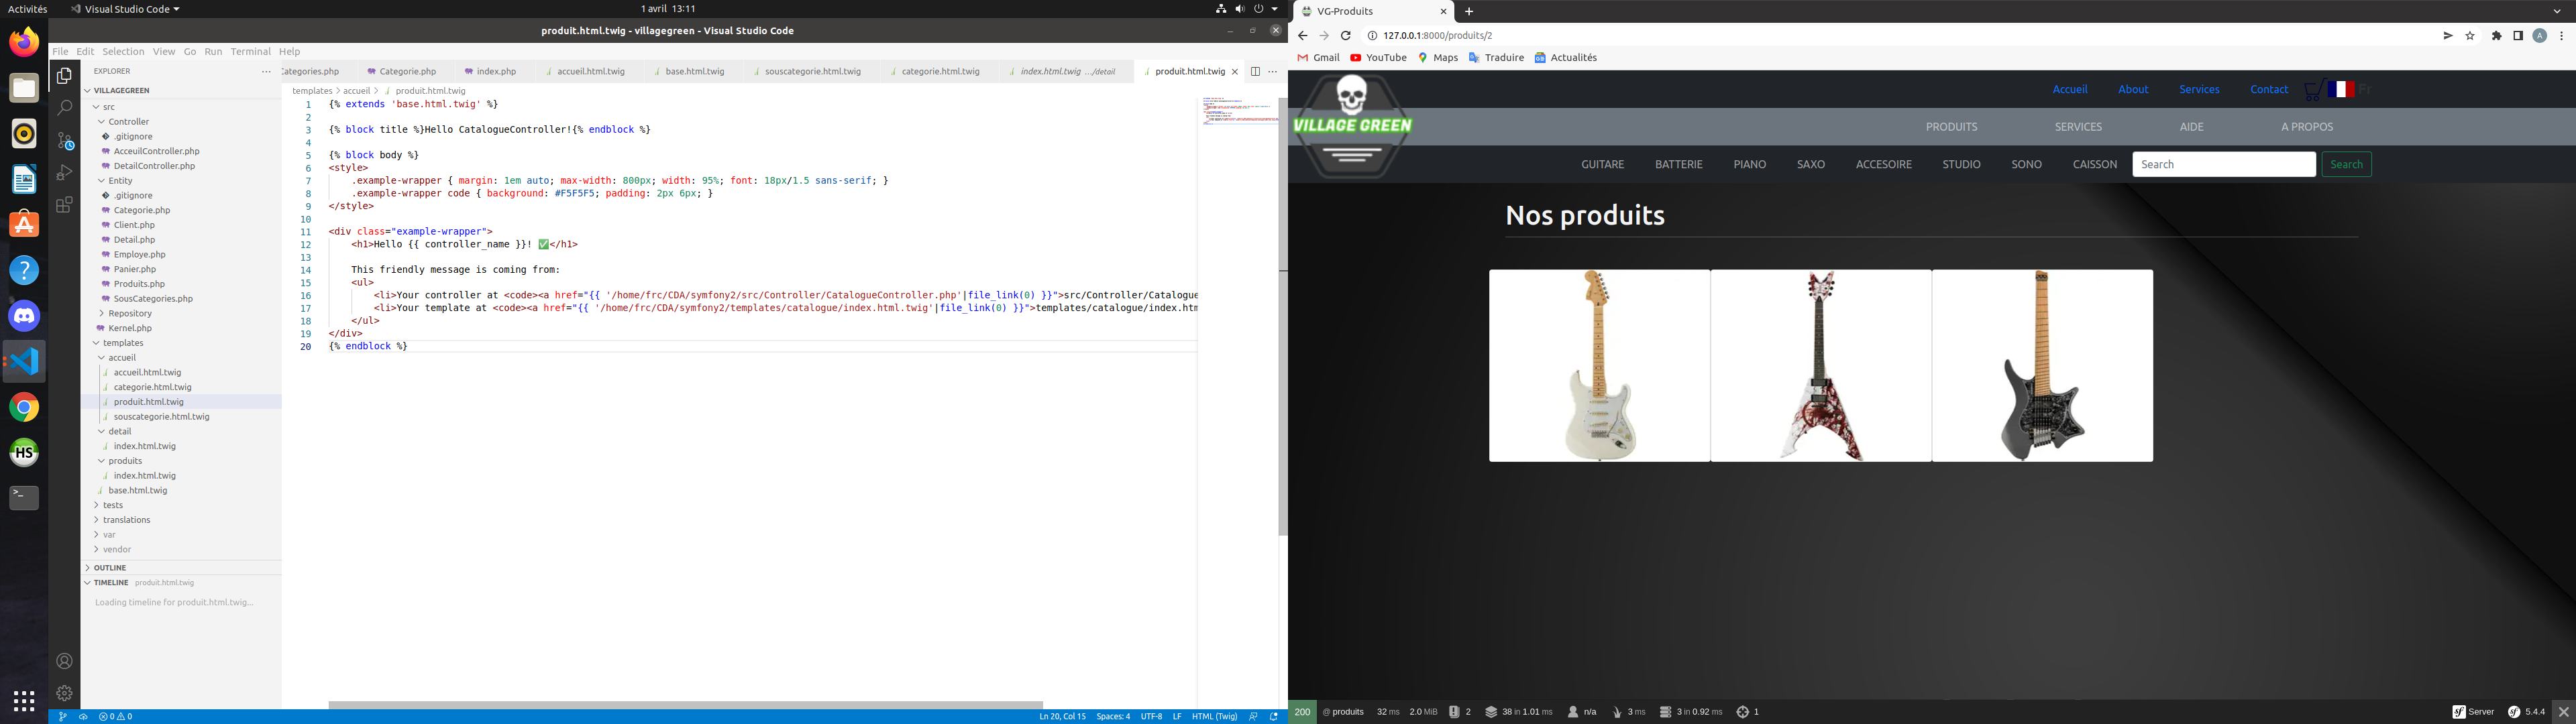 Activités
Visual Studio Code
1 avril 13:11
produit.html.twig - villagegreen - Visual Studio Code
File Edit Selection View Go Run Terminal Help
EXPLORER
VILLAGEGREEN
src
Controller
.gitignore
AcceuilController.php
DetailController.php
Entity
.gitignore
Categorie.php
Client.php
Detail.php
Employe.php
Panier.php
Produits.php
SousCategories.php
Repository
Kernel.php
templates
accueil
accueil.html.twig
categorie.html.twig
produit.html.twig
souscategorie.html.twig
detail
index.html.twig
produits
index.html.twig
base.html.twig
tests
translations
var
vendor
OUTLINE
TIMELINE produit.html.twig
Loading timeline for produit.html.twig...
Categories.php Categorie.php index.php accueil.html.twig base.html.twig souscategorie.html.twig categorie.html.twig index.html.twig .../detail produit.html.twig
templates > accueil > produit.html.twig
1 {% extends 'base.html.twig' %}
2
3 {% block title %}Hello CatalogueController!{% endblock %}
4
5 {% block body %}
6 <style>
7 .example-wrapper { margin: 1em auto; max-width: 800px; width: 95%; font: 18px/1.5 sans-serif; }
8 .example-wrapper code { background: #F5F5F5; padding: 2px 6px; }
9 </style>
10
11 <div class="example-wrapper">
12 <h1>Hello {{ controller_name }}! ✅</h1>
13
14 This friendly message is coming from:
15 <ul>
16 <li>Your controller at <code><a href="{{ '/home/frc/CDA/symfony2/src/Controller/CatalogueController.php'|file_link(0) }}">src/Controller/Catalogue
17 <li>Your template at <code><a href="{{ '/home/frc/CDA/symfony2/templates/catalogue/index.html.twig'|file_link(0) }}">templates/catalogue/index.htm
18 </ul>
19 </div>
20 {% endblock %}
0 0
Ln 20, Col 15 Spaces: 4 UTF-8 LF HTML (Twig)
VG-Produits
127.0.0.1:8000/produits/2
Gmail YouTube Maps Traduire Actualités
VILLAGE GREEN
Accueil About Services Contact Fr
PRODUITS SERVICES AIDE A PROPOS
GUITARE BATTERIE PIANO SAXO ACCESOIRE STUDIO SONO CAISSON Search Search
Nos produits
200 @ produits 32 ms 2.0 MiB 2 38 in 1.01 ms n/a 3 ms 3 in 0.92 ms 1 Server 5.4.4